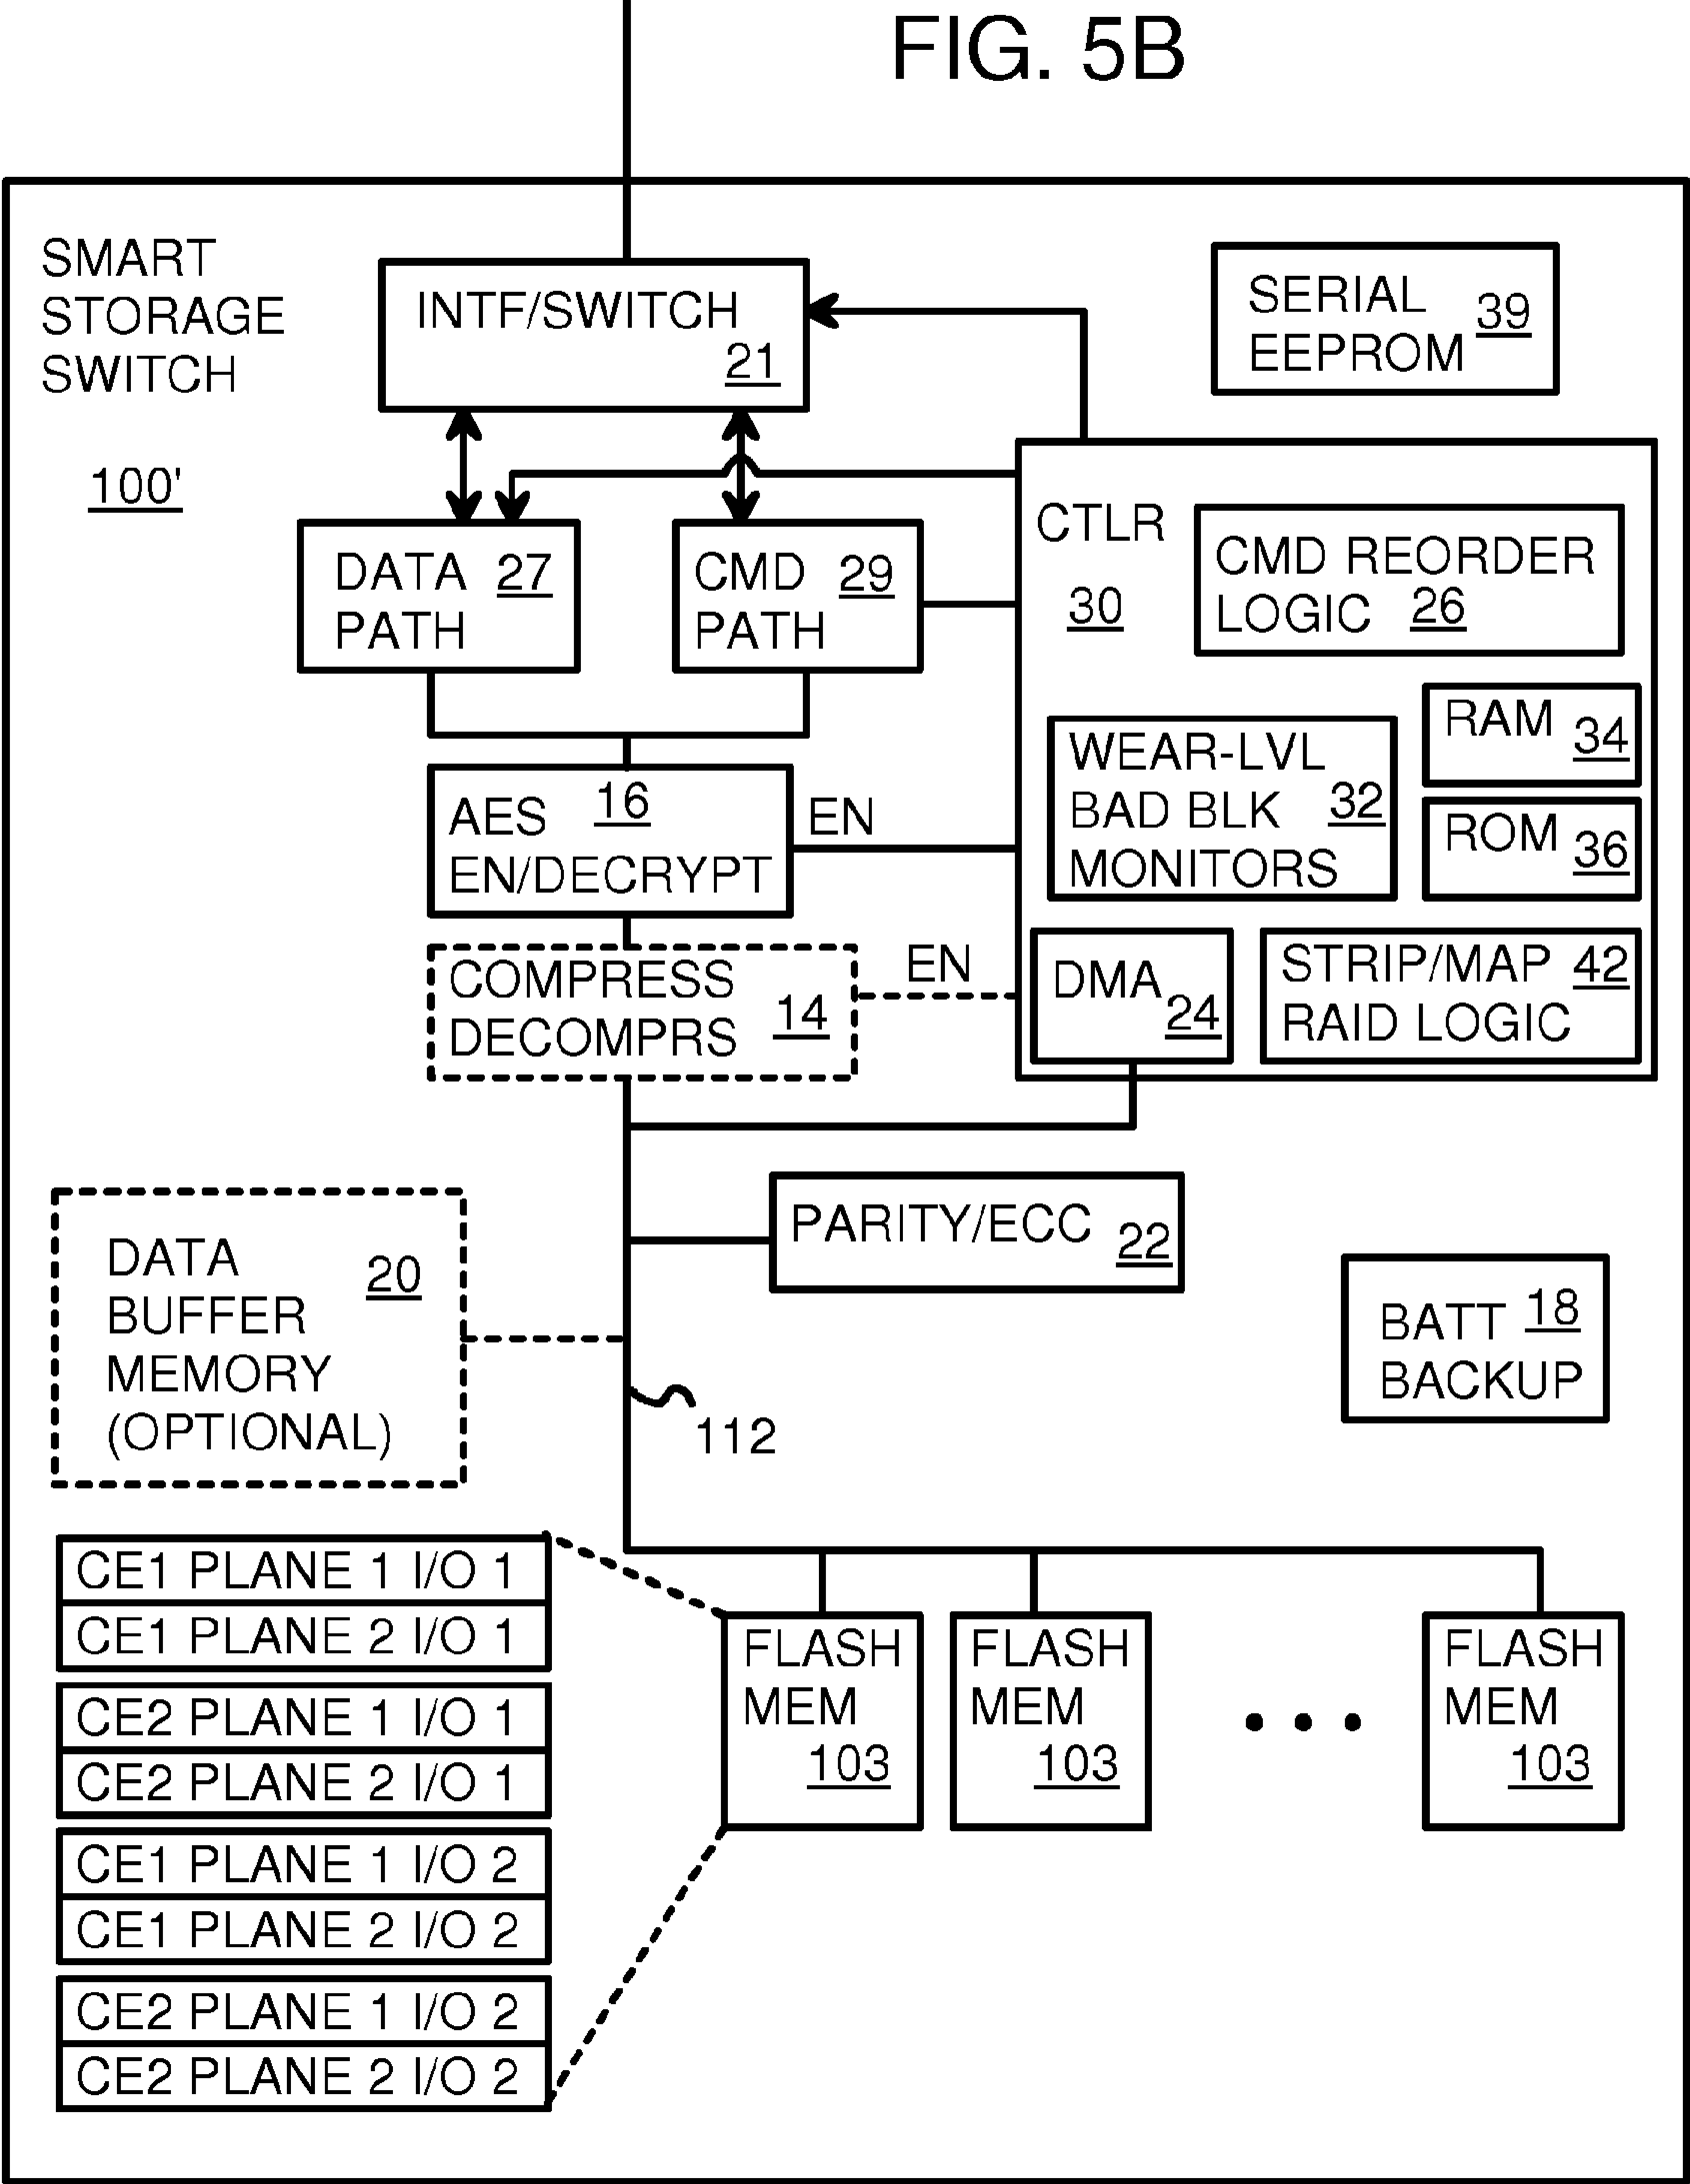 FIG. 5B
SMART
STORAGE
SWITCH
100'
INTF/SWITCH
21
SERIAL
EEPROM 39
DATA 27
PATH
CMD 29
PATH
CTLR
30
CMD REORDER
LOGIC 26
WEAR-LVL
BAD BLK 32
MONITORS
RAM 34
ROM 36
AES 16
EN/DECRYPT
EN
COMPRESS
DECOMPRS 14
EN
DMA 24
STRIP/MAP 42
RAID LOGIC
PARITY/ECC 22
DATA 20
BUFFER
MEMORY
(OPTIONAL)
BATT 18
BACKUP
112
CE1 PLANE 1 I/O 1
CE1 PLANE 2 I/O 1
CE2 PLANE 1 I/O 1
CE2 PLANE 2 I/O 1
CE1 PLANE 1 I/O 2
CE1 PLANE 2 I/O 2
CE2 PLANE 1 I/O 2
CE2 PLANE 2 I/O 2
FLASH
MEM
103
FLASH
MEM
103
• • •
FLASH
MEM
103